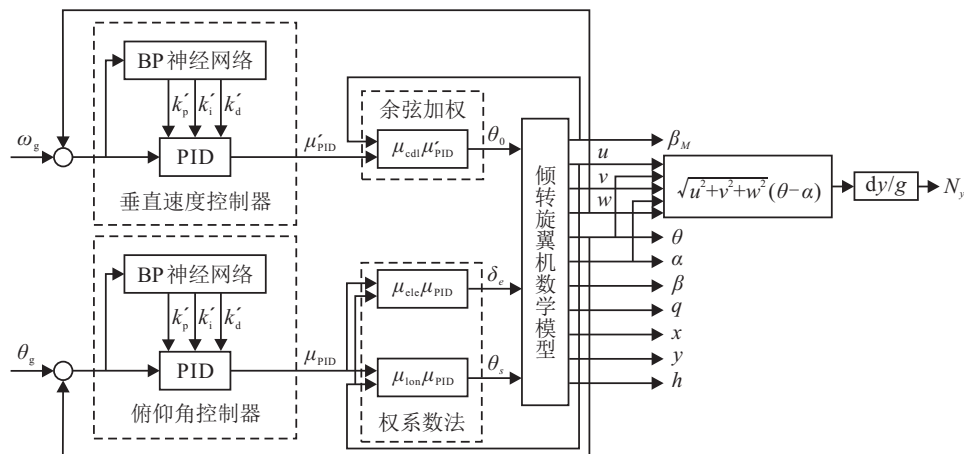 BP神经网络
k′p k′i k′d
ωg
PID
μ′PID
垂直速度控制器
余弦加权
μcdl μ′PID
θ0
BP神经网络
k′p k′i k′d
θg
PID
μPID
俯仰角控制器
μele μPID
δe
μlon μPID
θs
权系数法
倾转旋翼机数学模型
βM
u
v
w
√u²+v²+w²(θ−α)
dy/g
Ny
θ
α
β
q
x
y
h